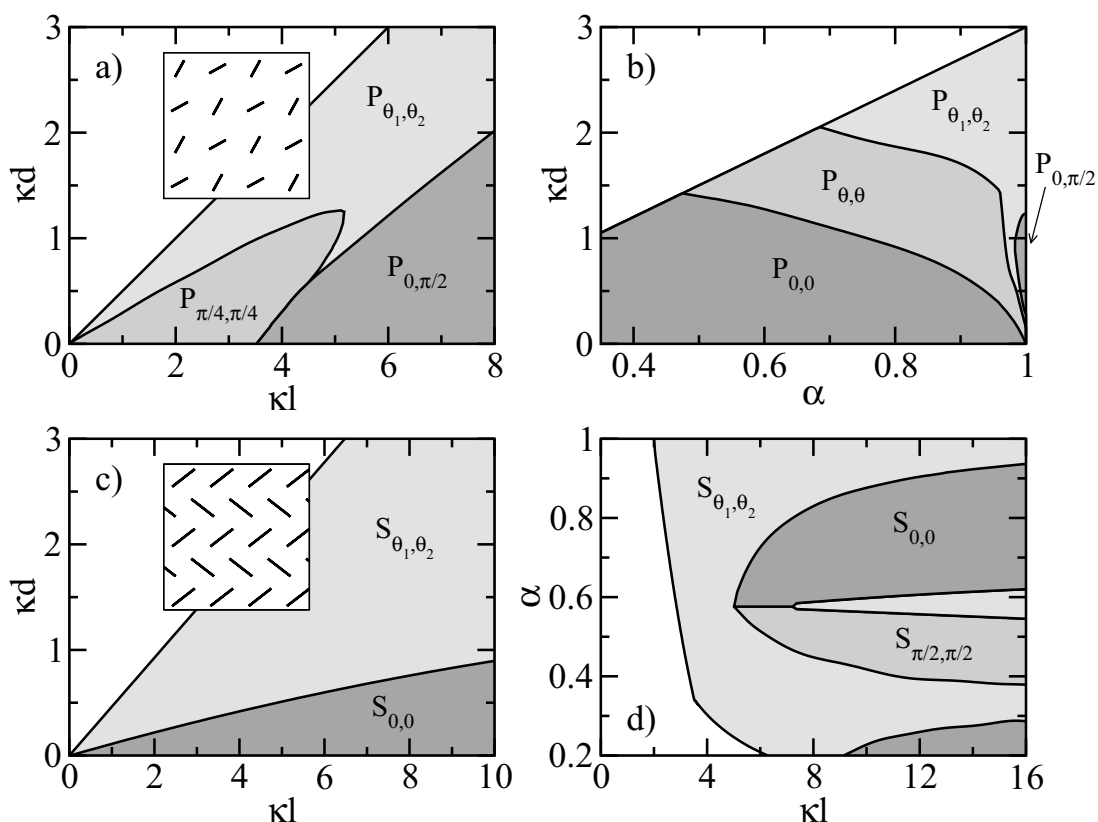 a)
P_{θ₁,θ₂}
P_{π/4,π/4}
P_{0,π/2}
κd
3
2
1
0
0 2 4 6 8
κl
b)
P_{θ₁,θ₂}
P_{0,π/2}
P_{θ,θ}
P_{0,0}
κd
3
2
1
0
0.4 0.6 0.8 1
α
c)
S_{θ₁,θ₂}
S_{0,0}
κd
3
2
1
0
0 2 4 6 8 10
κl
S_{θ₁,θ₂}
S_{0,0}
S_{π/2,π/2}
d)
α
1
0.8
0.6
0.4
0.2
0 4 8 12 16
κl